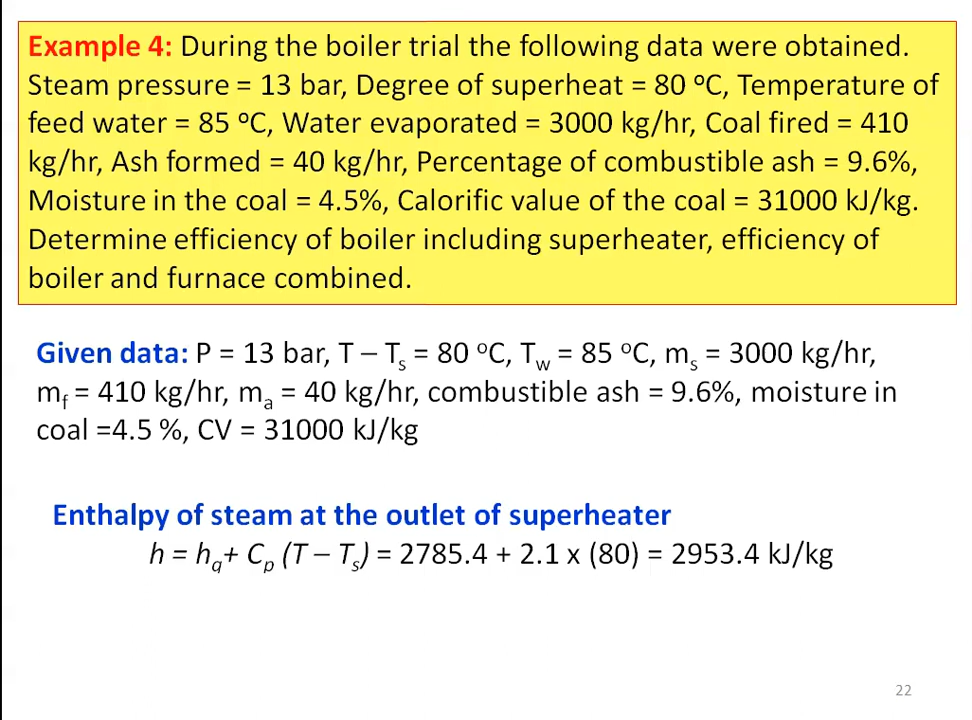 Example 4: During the boiler trial the following data were obtained.
Steam pressure = 13 bar, Degree of superheat = 80 °C, Temperature of
feed water = 85 °C, Water evaporated = 3000 kg/hr, Coal fired = 410
kg/hr, Ash formed = 40 kg/hr, Percentage of combustible ash = 9.6%,
Moisture in the coal = 4.5%, Calorific value of the coal = 31000 kJ/kg.
Determine efficiency of boiler including superheater, efficiency of
boiler and furnace combined.
Given data: P = 13 bar, T – Tₛ = 80 °C, T_w = 85 °C, mₛ = 3000 kg/hr,
m_f = 410 kg/hr, mₐ = 40 kg/hr, combustible ash = 9.6%, moisture in
coal =4.5 %, CV = 31000 kJ/kg
Enthalpy of steam at the outlet of superheater
h = h_g+ C_p (T – Tₛ) = 2785.4 + 2.1 x (80) = 2953.4 kJ/kg
22